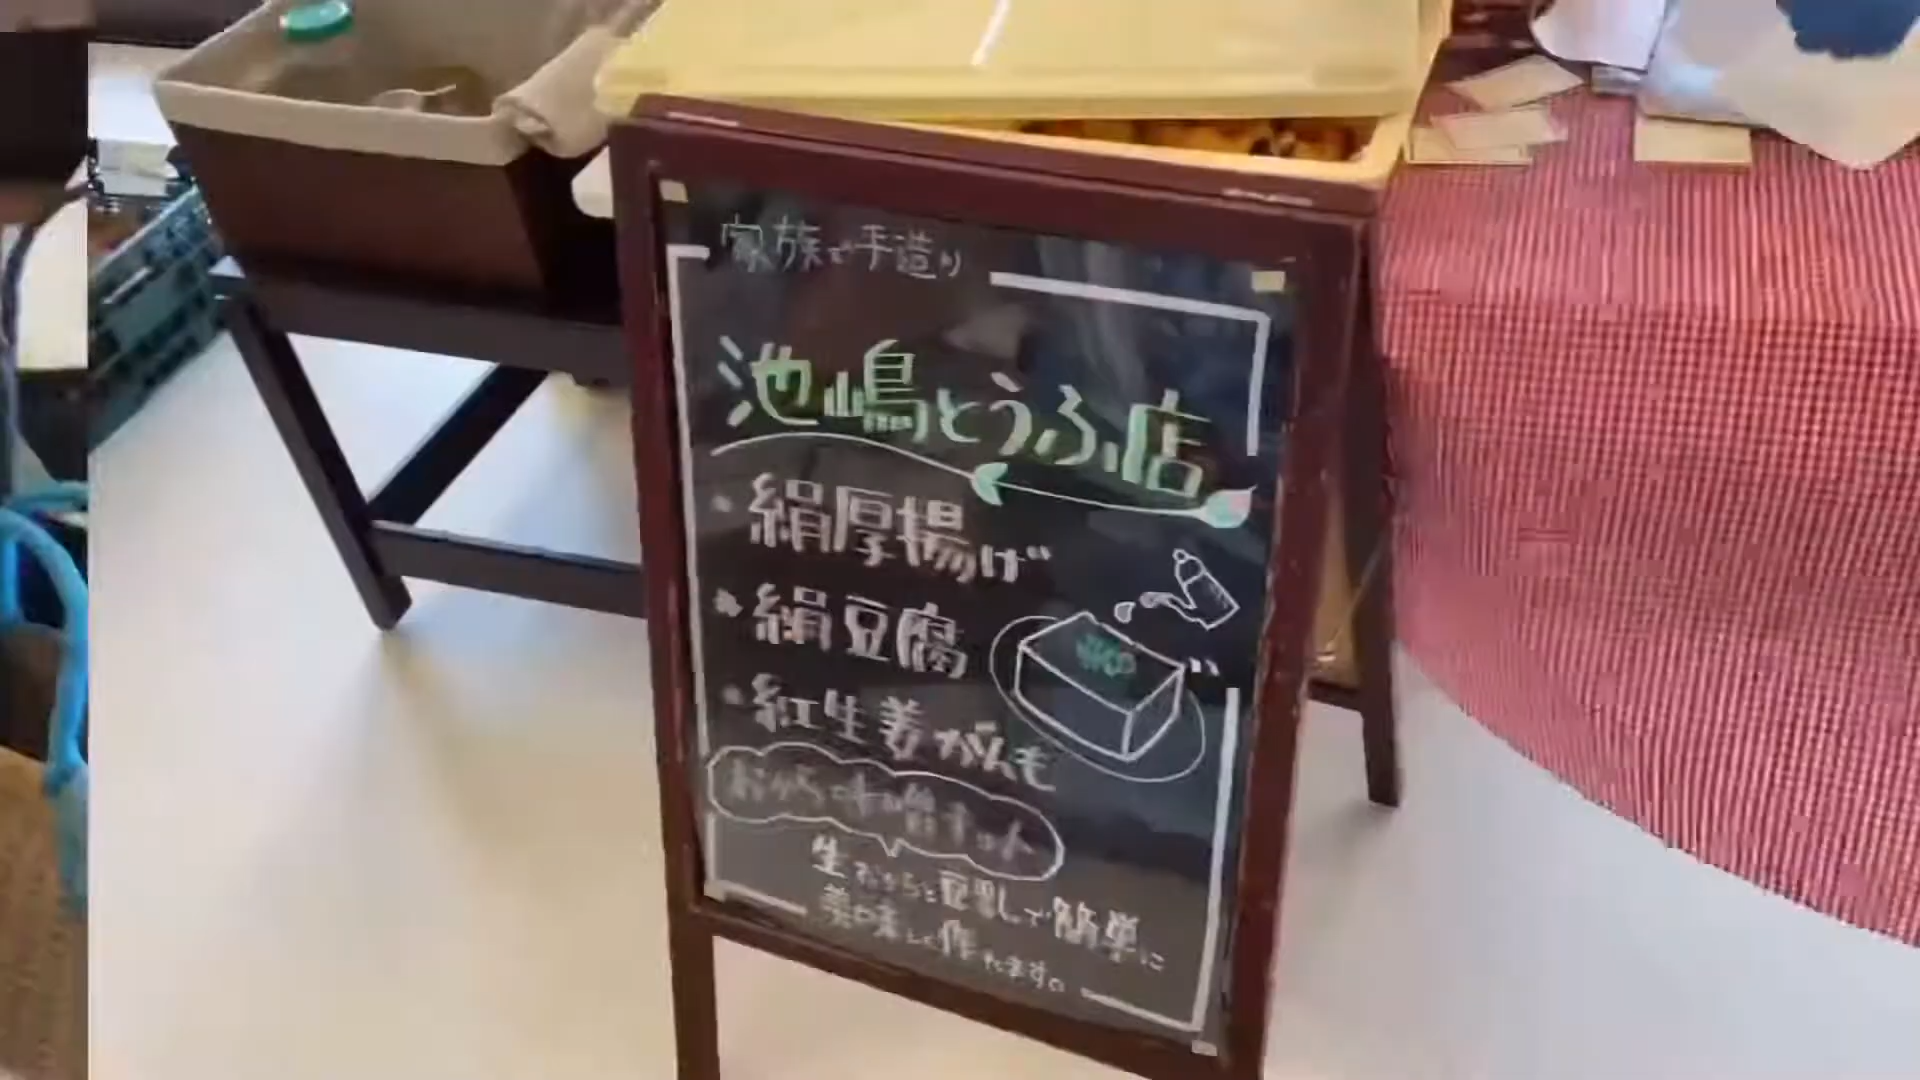 家族で手造り
池嶋とうふ店
・絹厚揚げ
・絹豆腐
・紅生姜がんも
おから味噌キット
生おからと豆乳で簡単に
美味しく作れます。